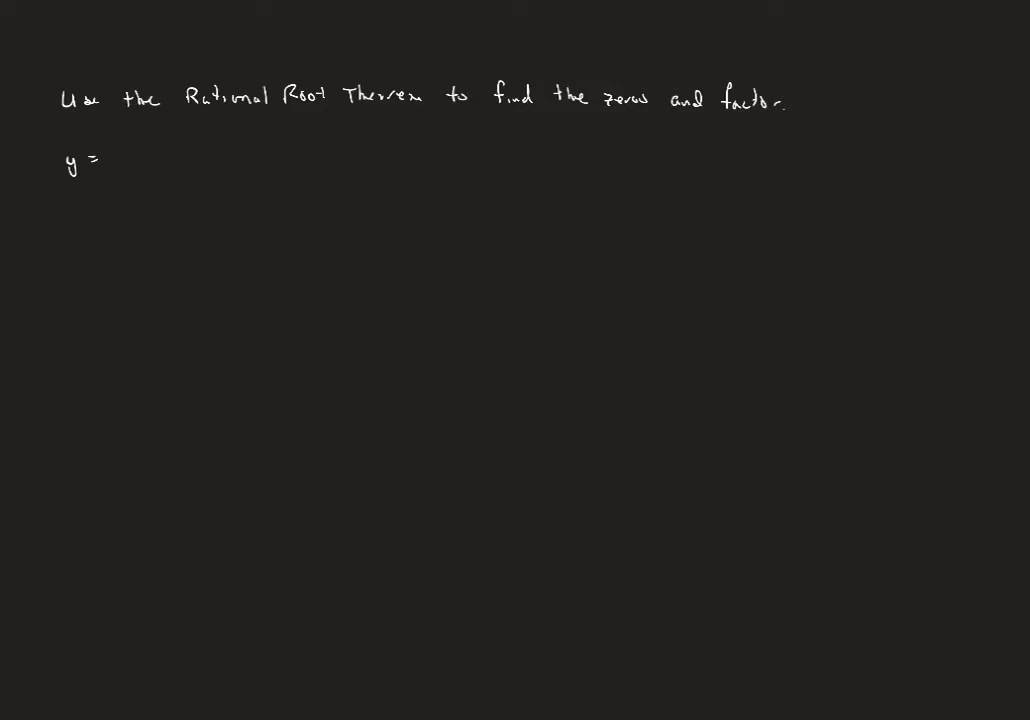 Use the Rational Root Theorem to find the zeros and factor.
y =